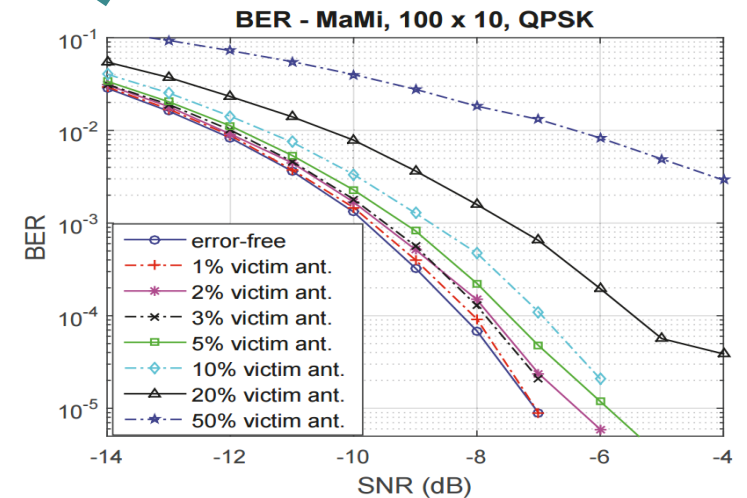 BER - MaMi, 100 x 10, QPSK
10-1
10-2
10-3
10-4
10-5
BER
error-free
1% victim ant.
2% victim ant.
3% victim ant.
5% victim ant.
10% victim ant.
20% victim ant.
50% victim ant.
-14 -12 -10 -8 -6 -4
SNR (dB)